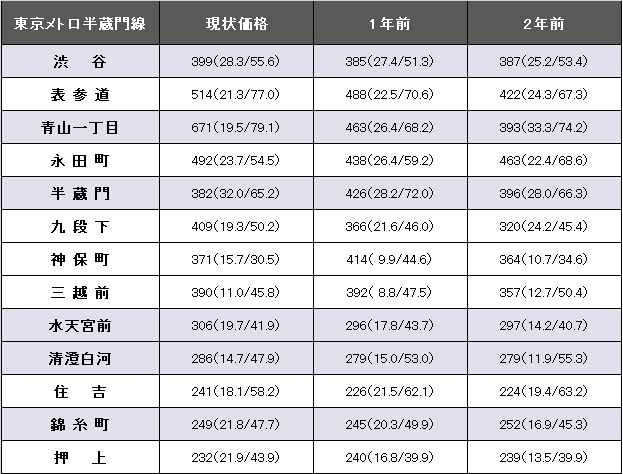 東京メトロ半蔵門線 現状価格 1年前 2年前
渋谷 399(28.3/55.6) 385(27.4/51.3) 387(25.2/53.4)
表参道 514(21.3/77.0) 488(22.5/70.6) 422(24.3/67.3)
青山一丁目 671(19.5/79.1) 463(26.4/68.2) 393(33.3/74.2)
永田町 492(23.7/54.5) 438(26.4/59.2) 463(22.4/68.6)
半蔵門 382(32.0/65.2) 426(28.2/72.0) 396(28.0/66.3)
九段下 409(19.3/50.2) 366(21.6/46.0) 320(24.2/45.4)
神保町 371(15.7/30.5) 414( 9.9/44.6) 364(10.7/34.6)
三越前 390(11.0/45.8) 392( 8.8/47.5) 357(12.7/50.4)
水天宮前 306(19.7/41.9) 296(17.8/43.7) 297(14.2/40.7)
清澄白河 286(14.7/47.9) 279(15.0/53.0) 279(11.9/55.3)
住吉 241(18.1/58.2) 226(21.5/62.1) 224(19.4/63.2)
錦糸町 249(21.8/47.7) 245(20.3/49.9) 252(16.9/45.3)
押上 232(21.9/43.9) 240(16.8/39.9) 239(13.5/39.9)